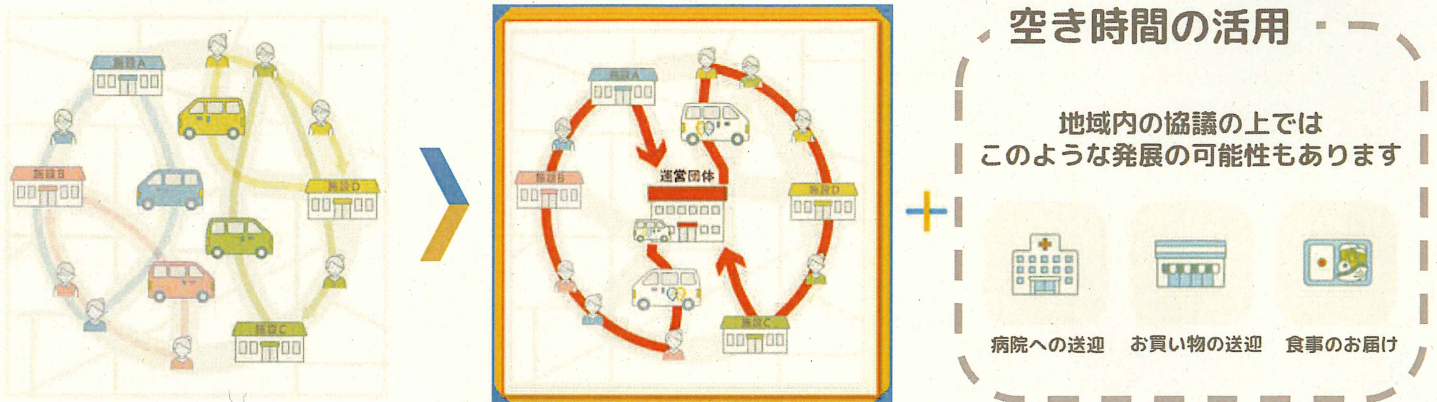 施設A
施設B
施設D
施設C
施設A
施設B
運営団体
施設D
施設C
空き時間の活用
地域内の協議の上では
このような発展の可能性もあります
病院への送迎
お買い物の送迎
食事のお届け